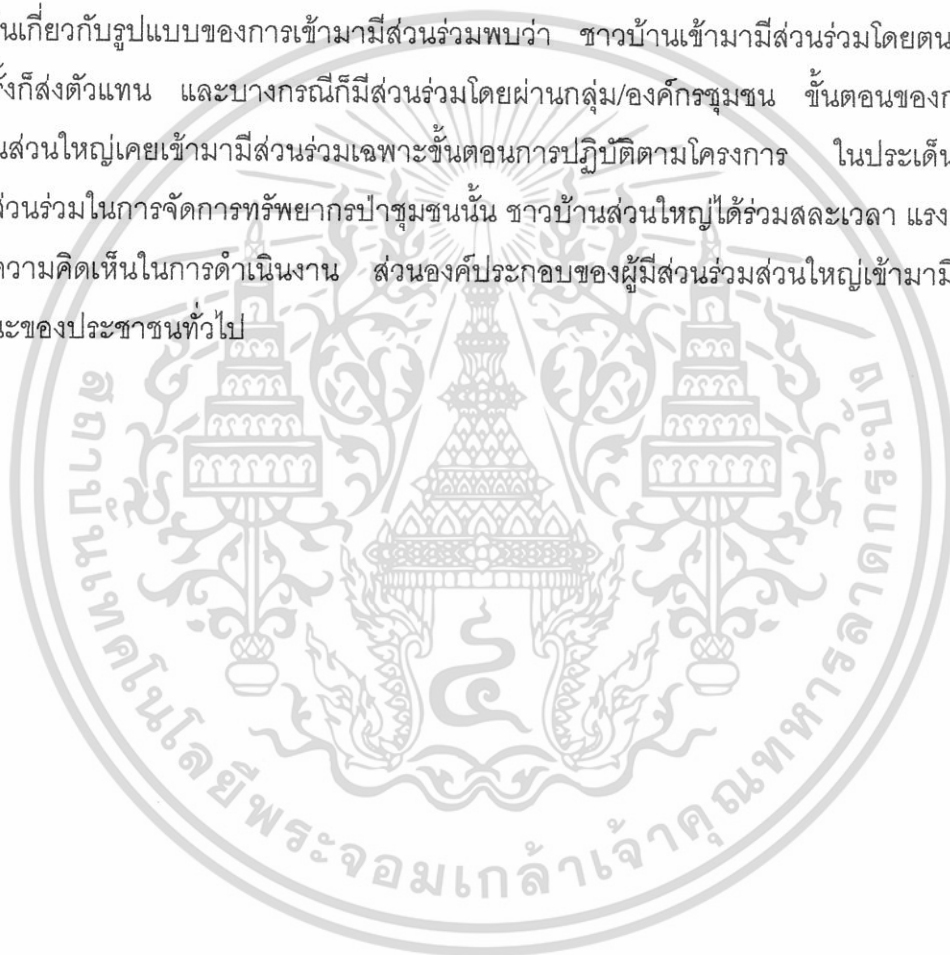 นเกี่ยวกับรูปแบบของการเข้ามามีส่วนร่วมพบว่า ชาวบ้านเข้ามามีส่วนร่วมโดยตน
รั้งก็ส่งตัวแทน และบางกรณีก็มีส่วนร่วมโดยผ่านกลุ่ม/องค์กรชุมชน ขั้นตอนของก
นส่วนใหญ่เคยเข้ามามีส่วนร่วมเฉพาะขั้นตอนการปฏิบัติตามโครงการ ในประเด็น
ส่วนร่วมในการจัดการทรัพยากรป่าชุมชนนั้น ชาวบ้านส่วนใหญ่ได้ร่วมสละเวลา แรง
ความคิดเห็นในการดำเนินงาน ส่วนองค์ประกอบของผู้มีส่วนร่วมส่วนใหญ่เข้ามามี
นะของประชาชนทั่วไป
สถาบันเทคโนโลยีพระจอมเกล้าเจ้าคุณทหารลาดกระบัง